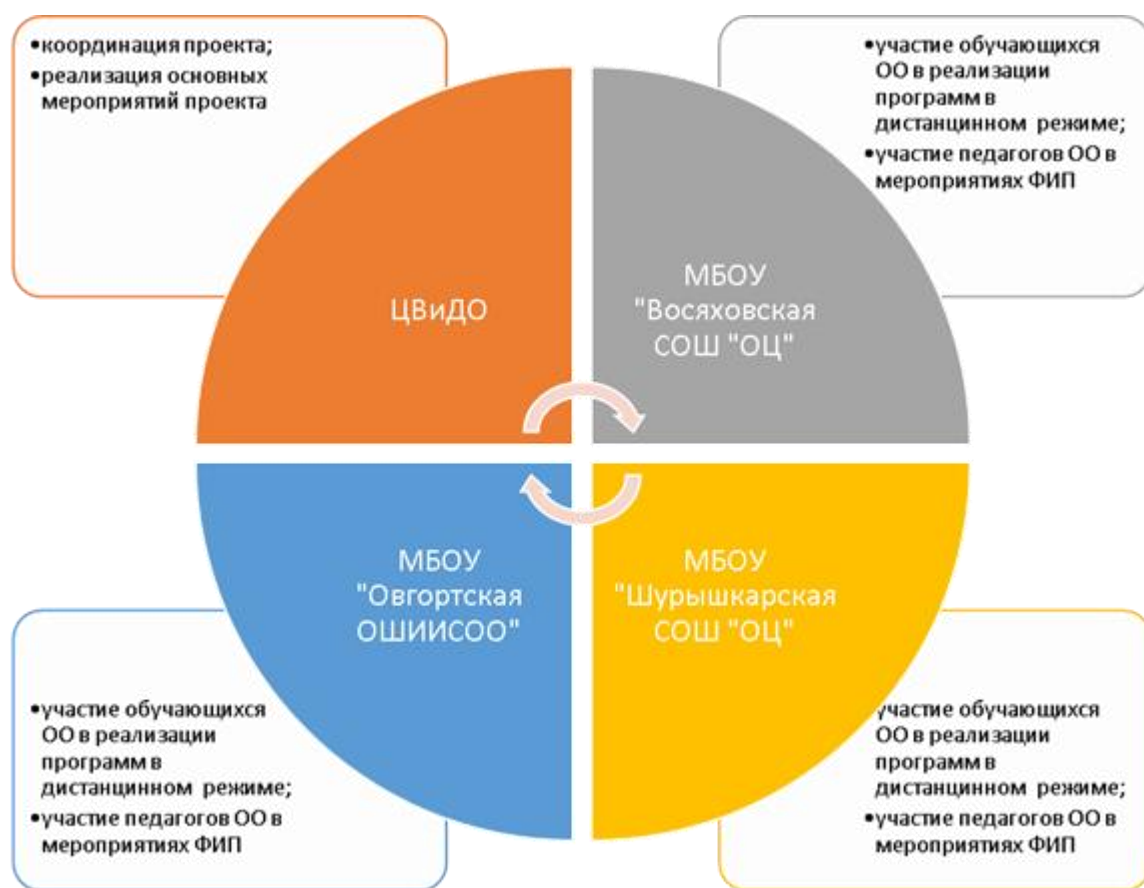 •координация проекта;
•реализация основных
мероприятий проекта
•участие обучающихся
ОО в реализации
программ в
дистанцинном режиме;
•участие педагогов ОО в
мероприятиях ФИП
ЦВиДО
МБОУ
"Восяховская
СОШ "ОЦ"
МБОУ
"Овгортская
ОШИИСОО"
МБОУ
"Шурышкарская
СОШ "ОЦ"
•участие обучающихся
ОО в реализации
программ в
дистанцинном режиме;
•участие педагогов ОО в
мероприятиях ФИП
участие обучающихся
ОО в реализации
программ в
дистанцинном режиме;
•участие педагогов ОО в
мероприятиях ФИП